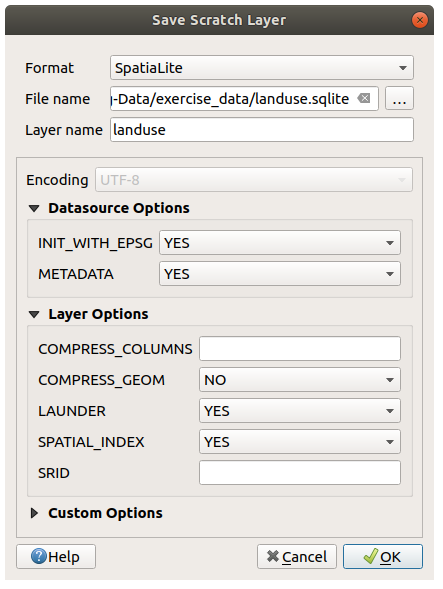 Save Scratch Layer
Format SpatiaLite
File name g-Data/exercise_data/landuse.sqlite ...
Layer name landuse
Encoding UTF-8
Datasource Options
INIT_WITH_EPSG YES
METADATA YES
Layer Options
COMPRESS_COLUMNS
COMPRESS_GEOM NO
LAUNDER YES
SPATIAL_INDEX YES
SRID
Custom Options
Help Cancel OK